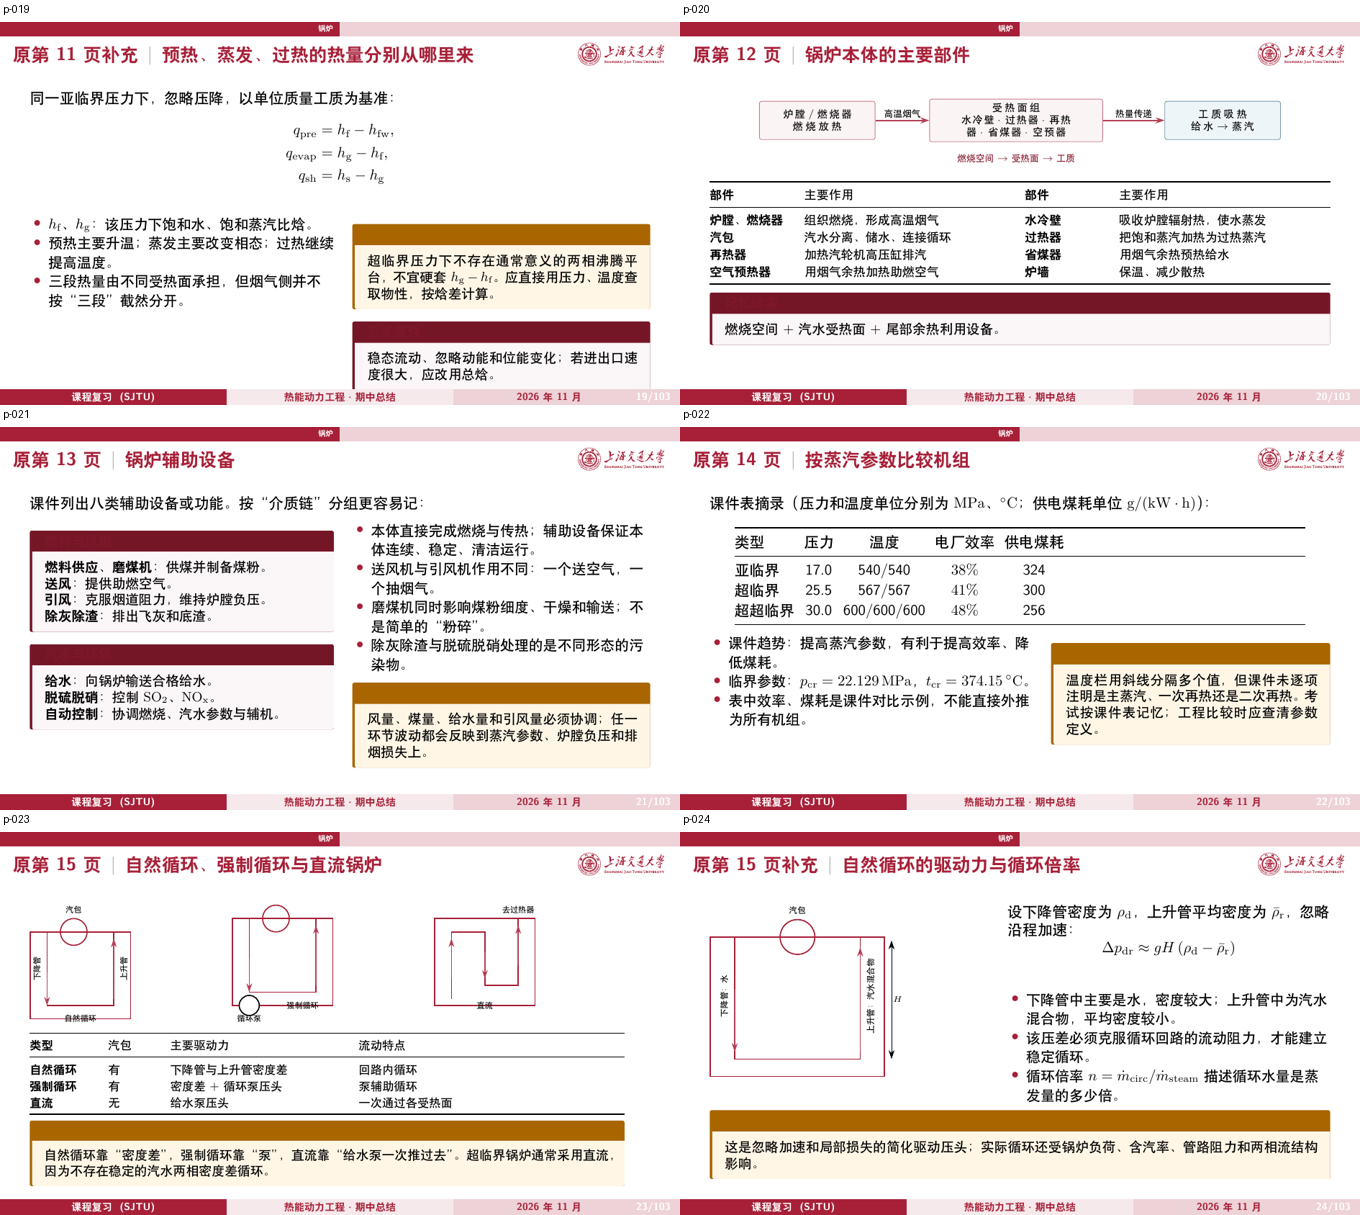 p-019
锅炉
原第 11 页补充 | 预热、蒸发、过热的热量分别从哪里来
上海交通大学
SHANGHAI JIAO TONG UNIVERSITY
同一亚临界压力下，忽略压降，以单位质量工质为基准：
q_pre = h_f − h_fw,
q_evap = h_g − h_f,
q_sh = h_s − h_g
• h_f、h_g：该压力下饱和水、饱和蒸汽比焓。
• 预热主要升温；蒸发主要改变相态；过热继续
提高温度。
• 三段热量由不同受热面承担，但烟气侧并不
按“三段”截然分开。
超临界压力下不存在通常意义的两相沸腾平
台，不宜硬套 h_g − h_f。应直接用压力、温度查
取物性，按焓差计算。
稳态流动、忽略动能和位能变化；若进出口速
度很大，应改用总焓。
课程复习（SJTU） 热能动力工程 · 期中总结 2026 年 11 月 19/103
p-020
锅炉
原第 12 页 | 锅炉本体的主要部件
上海交通大学
SHANGHAI JIAO TONG UNIVERSITY
炉膛 / 燃烧器
燃烧放热
高温烟气
受热面组
水冷壁 · 过热器 · 再热
器 · 省煤器 · 空预器
热量传递
工质吸热
给水 → 蒸汽
燃烧空间 → 受热面 → 工质
部件 主要作用 部件 主要作用
炉膛、燃烧器 组织燃烧，形成高温烟气 水冷壁 吸收炉膛辐射热，使水蒸发
汽包 汽水分离、储水、连接循环 过热器 把饱和蒸汽加热为过热蒸汽
再热器 加热汽轮机高压缸排汽 省煤器 用烟气余热预热给水
空气预热器 用烟气余热加热助燃空气 炉墙 保温、减少散热
燃烧空间 + 汽水受热面 + 尾部余热利用设备。
课程复习（SJTU） 热能动力工程 · 期中总结 2026 年 11 月 20/103
p-021
锅炉
原第 13 页 | 锅炉辅助设备
上海交通大学
SHANGHAI JIAO TONG UNIVERSITY
课件列出八类辅助设备或功能。按“介质链”分组更容易记：
燃料供应、磨煤机：供煤并制备煤粉。
送风：提供助燃空气。
引风：克服烟道阻力，维持炉膛负压。
除灰除渣：排出飞灰和底渣。
给水：向锅炉输送合格给水。
脱硫脱硝：控制 SO₂、NOₓ。
自动控制：协调燃烧、汽水参数与辅机。
• 本体直接完成燃烧与传热；辅助设备保证本
体连续、稳定、清洁运行。
• 送风机与引风机作用不同：一个送空气，一
个抽烟气。
• 磨煤机同时影响煤粉细度、干燥和输送；不
是简单的“粉碎”。
• 除灰除渣与脱硫脱硝处理的是不同形态的污
染物。
风量、煤量、给水量和引风量必须协调；任一
环节波动都会反映到蒸汽参数、炉膛负压和排
烟损失上。
课程复习（SJTU） 热能动力工程 · 期中总结 2026 年 11 月 21/103
p-022
锅炉
原第 14 页 | 按蒸汽参数比较机组
上海交通大学
SHANGHAI JIAO TONG UNIVERSITY
课件表摘录（压力和温度单位分别为 MPa、°C；供电煤耗单位 g/(kW · h)）：
类型 压力 温度 电厂效率 供电煤耗
亚临界 17.0 540/540 38% 324
超临界 25.5 567/567 41% 300
超超临界 30.0 600/600/600 48% 256
• 课件趋势：提高蒸汽参数，有利于提高效率、降
低煤耗。
• 临界参数：p_cr = 22.129 MPa，t_cr = 374.15 °C。
• 表中效率、煤耗是课件对比示例，不能直接外推
为所有机组。
温度栏用斜线分隔多个值，但课件未逐项
注明是主蒸汽、一次再热还是二次再热。考
试按课件表记忆；工程比较时应查清参数
定义。
课程复习（SJTU） 热能动力工程 · 期中总结 2026 年 11 月 22/103
p-023
锅炉
原第 15 页 | 自然循环、强制循环与直流锅炉
上海交通大学
SHANGHAI JIAO TONG UNIVERSITY
汽包
下降管
上升管
自然循环
循环泵
强制循环
去过热器
直流
类型 汽包 主要驱动力 流动特点
自然循环 有 下降管与上升管密度差 回路内循环
强制循环 有 密度差 + 循环泵压头 泵辅助循环
直流 无 给水泵压头 一次通过各受热面
自然循环靠“密度差”，强制循环靠“泵”，直流靠“给水泵一次推过去”。超临界锅炉通常采用直流，
因为不存在稳定的汽水两相密度差循环。
课程复习（SJTU） 热能动力工程 · 期中总结 2026 年 11 月 23/103
p-024
锅炉
原第 15 页补充 | 自然循环的驱动力与循环倍率
上海交通大学
SHANGHAI JIAO TONG UNIVERSITY
汽包
下降管：水
上升管：汽水混合物
H
设下降管密度为 ρ_d，上升管平均密度为 ρ̄_r，忽略
沿程加速：
Δp_dr ≈ gH (ρ_d − ρ̄_r)
• 下降管中主要是水，密度较大；上升管中为汽水
混合物，平均密度较小。
• 该压差必须克服循环回路的流动阻力，才能建立
稳定循环。
• 循环倍率 n = ṁ_circ/ṁ_steam 描述循环水量是蒸
发量的多少倍。
这是忽略加速和局部损失的简化驱动压头；实际循环还受锅炉负荷、含汽率、管路阻力和两相流结构
影响。
课程复习（SJTU） 热能动力工程 · 期中总结 2026 年 11 月 24/103